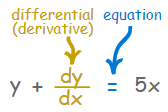 differential equation
(derivative)
y + dy/dx = 5x